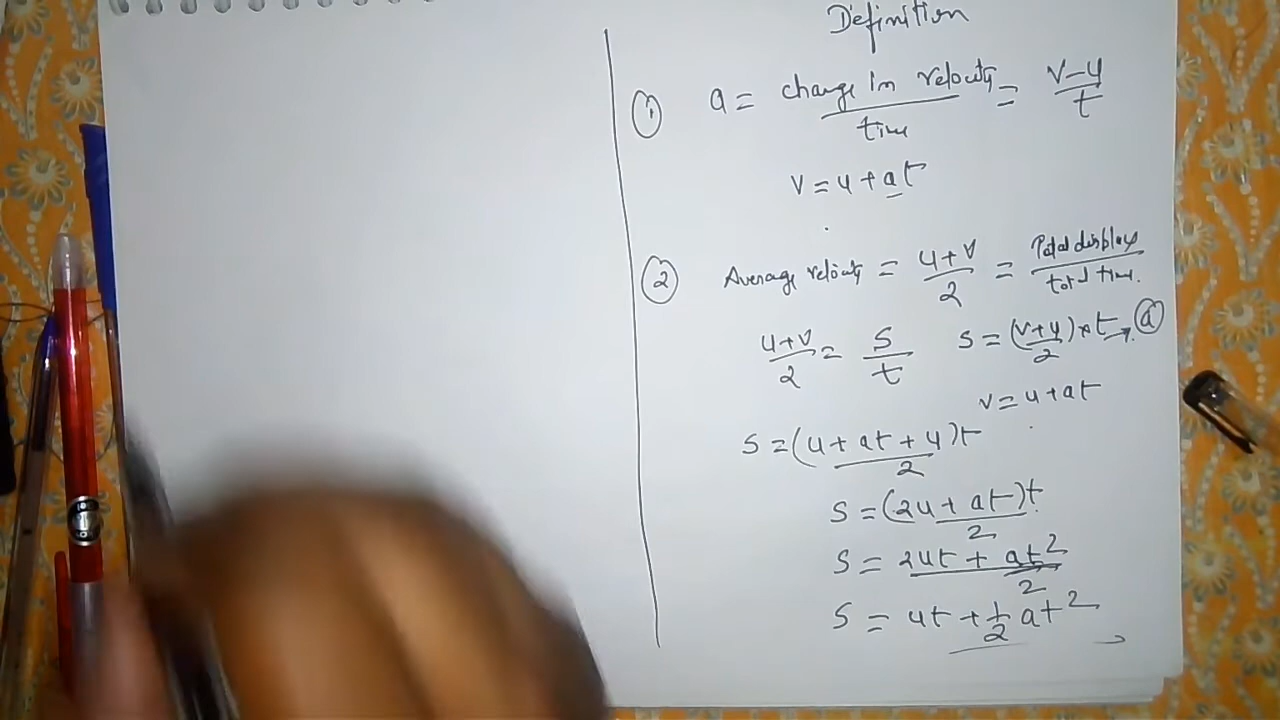 Definition
① a = change in velocity / time = v-u / t
v = u + at
② Average velocity = u+v / 2 = Total displac / total time.
u+v / 2 = s / t s = (v+u / 2) × t → ⓐ
v = u + at
s = (u + at + u / 2) t
s = (2u + at / 2) t
s = 2ut + at² / 2
s = ut + 1/2 at²